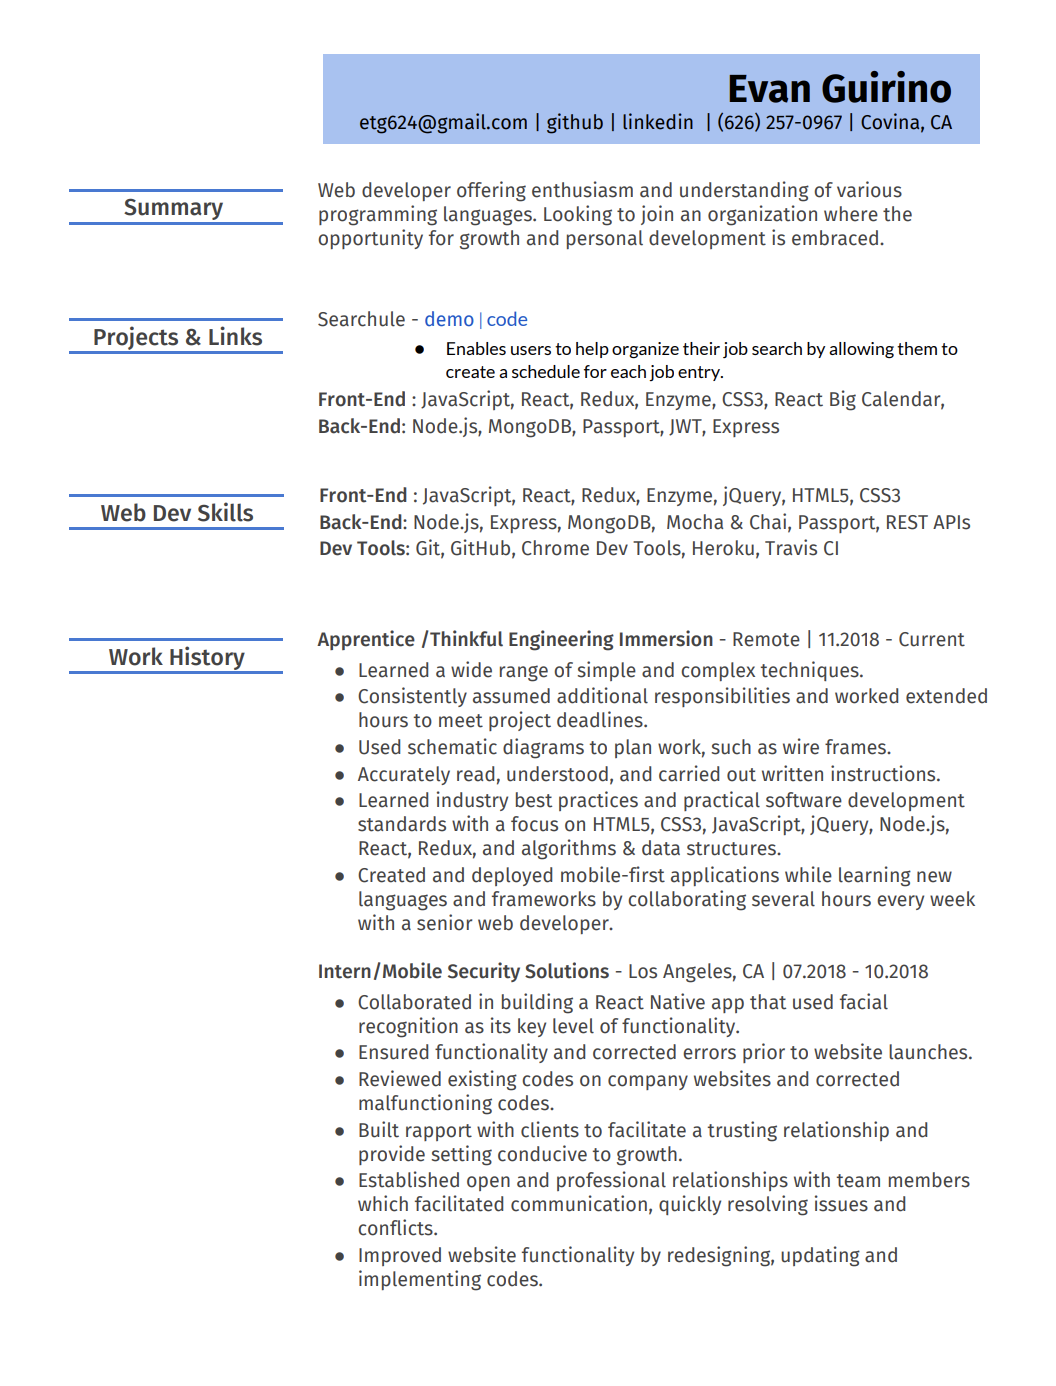 Evan Guirino
etg624@gmail.com | github | linkedin | (626) 257-0967 | Covina, CA
Summary
Web developer offering enthusiasm and understanding of various
programming languages. Looking to join an organization where the
opportunity for growth and personal development is embraced.
Projects & Links
Searchule - demo | code
● Enables users to help organize their job search by allowing them to
create a schedule for each job entry.
Front-End : JavaScript, React, Redux, Enzyme, CSS3, React Big Calendar,
Back-End: Node.js, MongoDB, Passport, JWT, Express
Web Dev Skills
Front-End : JavaScript, React, Redux, Enzyme, jQuery, HTML5, CSS3
Back-End: Node.js, Express, MongoDB, Mocha & Chai, Passport, REST APIs
Dev Tools: Git, GitHub, Chrome Dev Tools, Heroku, Travis CI
Work History
Apprentice /Thinkful Engineering Immersion - Remote | 11.2018 - Current
● Learned a wide range of simple and complex techniques.
● Consistently assumed additional responsibilities and worked extended
hours to meet project deadlines.
● Used schematic diagrams to plan work, such as wire frames.
● Accurately read, understood, and carried out written instructions.
● Learned industry best practices and practical software development
standards with a focus on HTML5, CSS3, JavaScript, jQuery, Node.js,
React, Redux, and algorithms & data structures.
● Created and deployed mobile-first applications while learning new
languages and frameworks by collaborating several hours every week
with a senior web developer.
Intern/Mobile Security Solutions - Los Angeles, CA | 07.2018 - 10.2018
● Collaborated in building a React Native app that used facial
recognition as its key level of functionality.
● Ensured functionality and corrected errors prior to website launches.
● Reviewed existing codes on company websites and corrected
malfunctioning codes.
● Built rapport with clients to facilitate a trusting relationship and
provide setting conducive to growth.
● Established open and professional relationships with team members
which facilitated communication, quickly resolving issues and
conflicts.
● Improved website functionality by redesigning, updating and
implementing codes.